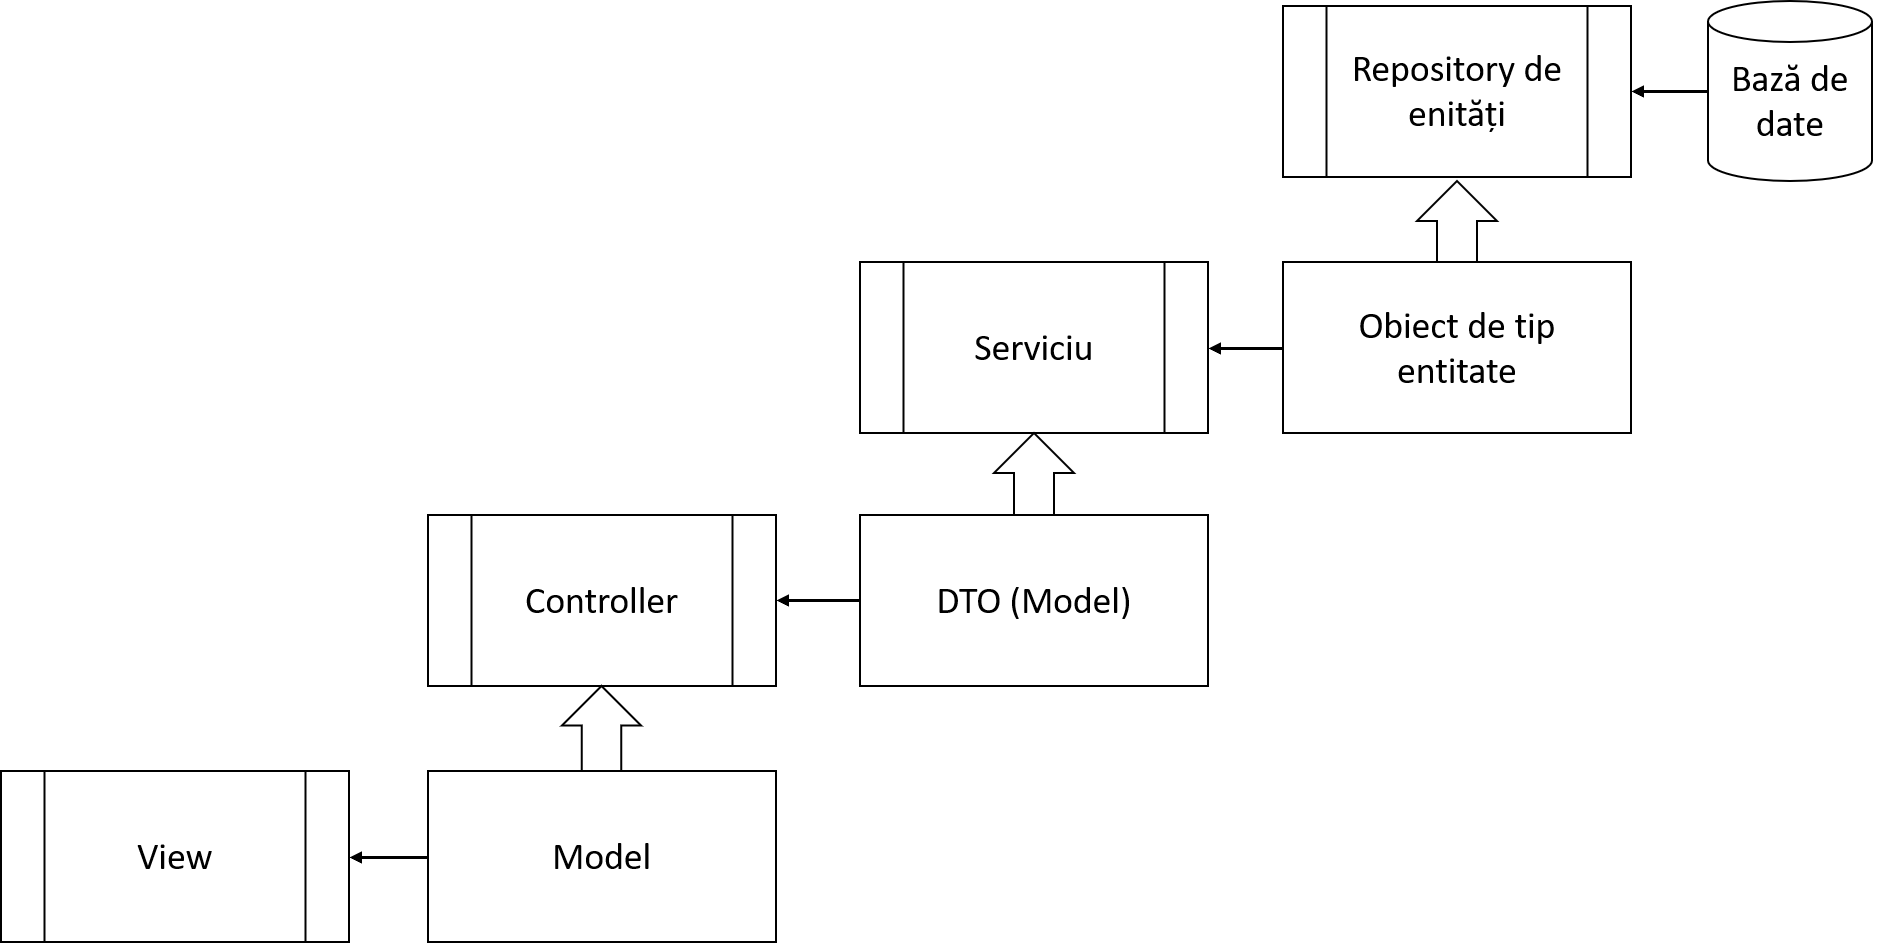 Repository de
enități
Bază de
date
Serviciu
Obiect de tip
entitate
Controller
DTO (Model)
View
Model